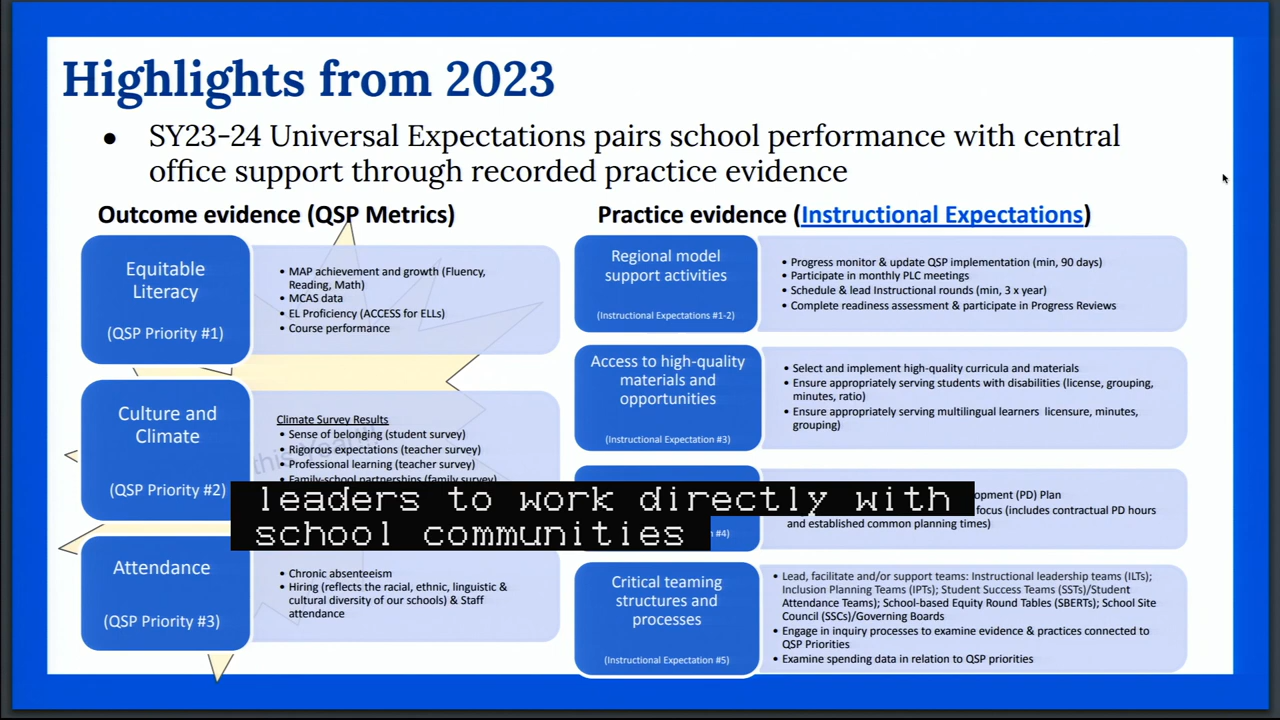 Highlights from 2023
● SY23-24 Universal Expectations pairs school performance with central
office support through recorded practice evidence
Outcome evidence (QSP Metrics)
Equitable
Literacy
(QSP Priority #1)
• MAP achievement and growth (Fluency,
Reading, Math)
• MCAS data
• EL Proficiency (ACCESS for ELLs)
• Course performance
Culture and
Climate
(QSP Priority #2)
Climate Survey Results
• Sense of belonging (student survey)
• Rigorous expectations (teacher survey)
• Professional learning (teacher survey)
• Family-school partnerships (family survey)
this Year!
Attendance
(QSP Priority #3)
• Chronic absenteeism
• Hiring (reflects the racial, ethnic, linguistic &
cultural diversity of our schools) & Staff
attendance
Practice evidence (Instructional Expectations)
Regional model
support activities
(Instructional Expectations #1-2)
• Progress monitor & update QSP implementation (min, 90 days)
• Participate in monthly PLC meetings
• Schedule & lead Instructional rounds (min, 3 x year)
• Complete readiness assessment & participate in Progress Reviews
Access to high-quality
materials and
opportunities
(Instructional Expectation #3)
• Select and implement high-quality curricula and materials
• Ensure appropriately serving students with disabilities (license, grouping,
minutes, ratio)
• Ensure appropriately serving multilingual learners licensure, minutes,
grouping)
#4)
(PD) Plan
focus (includes contractual PD hours
and established common planning times)
Critical teaming
structures and
processes
(Instructional Expectation #5)
• Lead, facilitate and/or support teams: Instructional leadership teams (ILTs);
Inclusion Planning Teams (IPTs); Student Success Teams (SSTs)/Student
Attendance Teams); School-based Equity Round Tables (SBERTs); School Site
Council (SSCs)/Governing Boards
• Engage in inquiry processes to examine evidence & practices connected to
QSP Priorities
• Examine spending data in relation to QSP priorities
leaders to work directly with
school communities